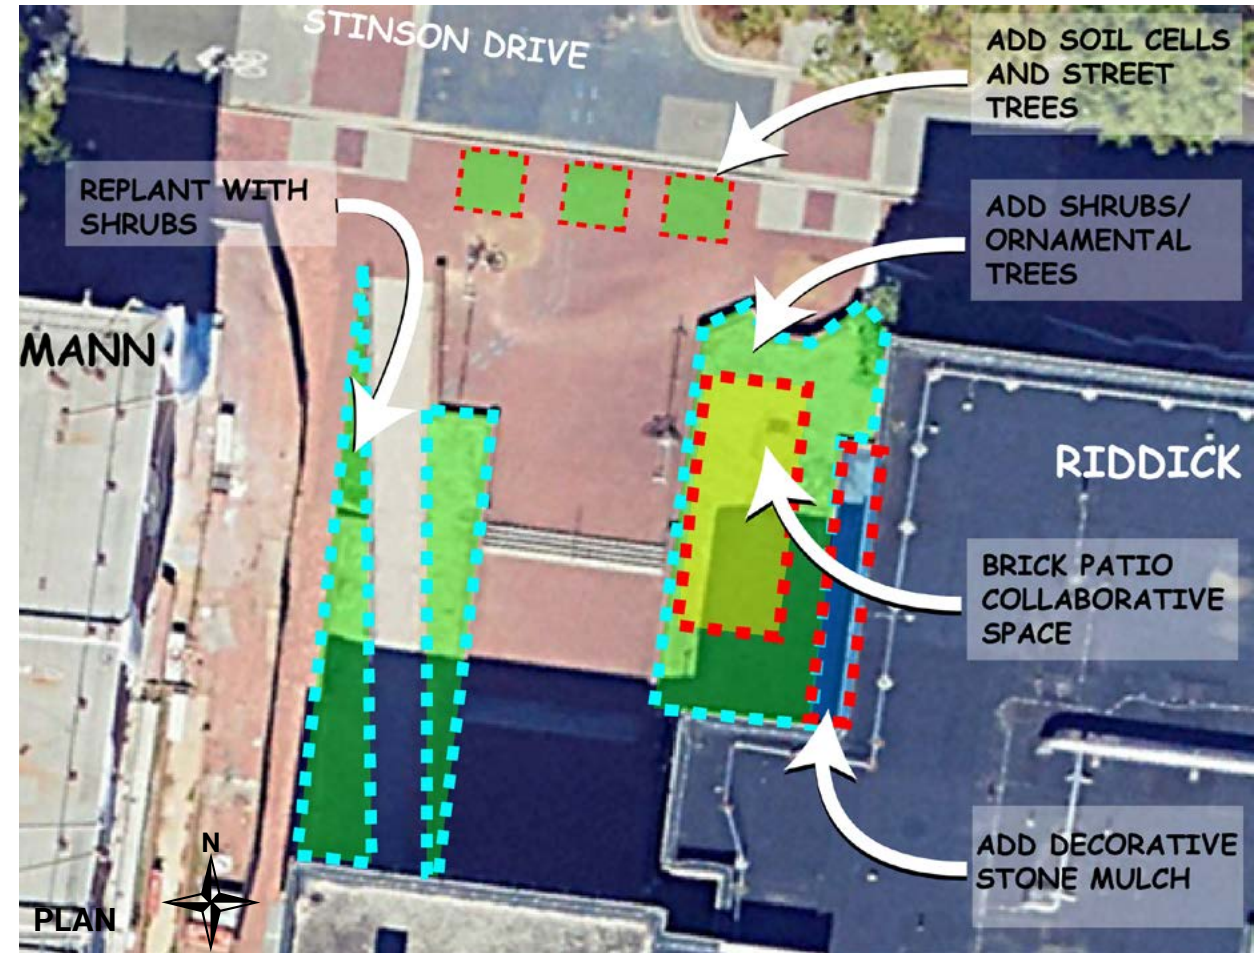 STINSON DRIVE
ADD SOIL CELLS
AND STREET
TREES
REPLANT WITH
SHRUBS
ADD SHRUBS/
ORNAMENTAL
TREES
MANN
RIDDICK
BRICK PATIO
COLLABORATIVE
SPACE
ADD DECORATIVE
STONE MULCH
N
PLAN